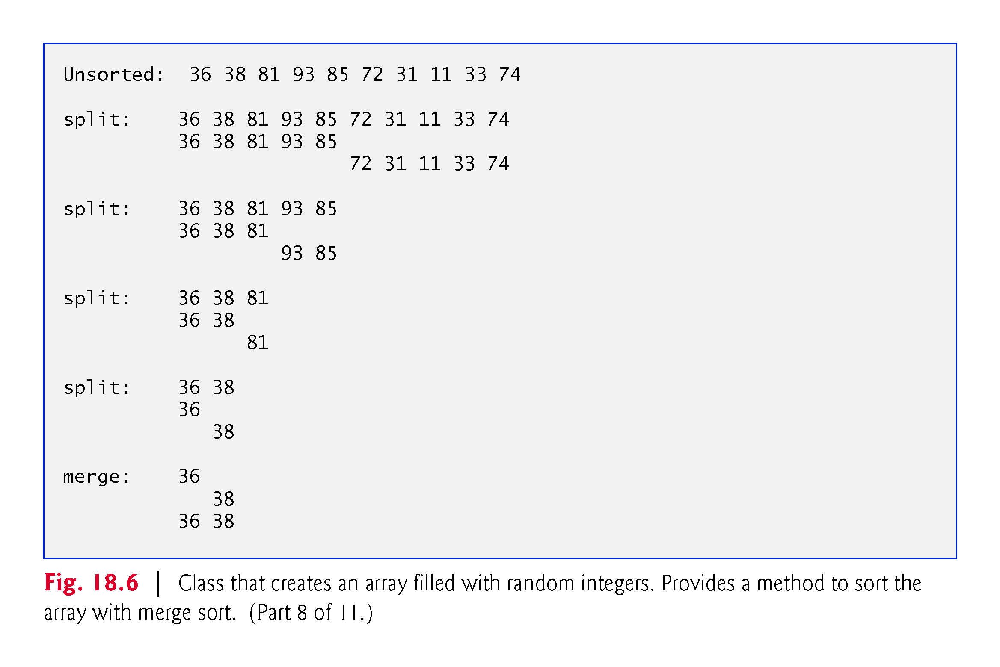 Unsorted:  36 38 81 93 85 72 31 11 33 74
split:    36 38 81 93 85 72 31 11 33 74
          36 38 81 93 85
                         72 31 11 33 74
split:    36 38 81 93 85
          36 38 81
                   93 85
split:    36 38 81
          36 38
                81
split:    36 38
          36
             38
merge:    36
             38
          36 38
Fig. 18.6 | Class that creates an array filled with random integers. Provides a method to sort the
array with merge sort. (Part 8 of 11.)